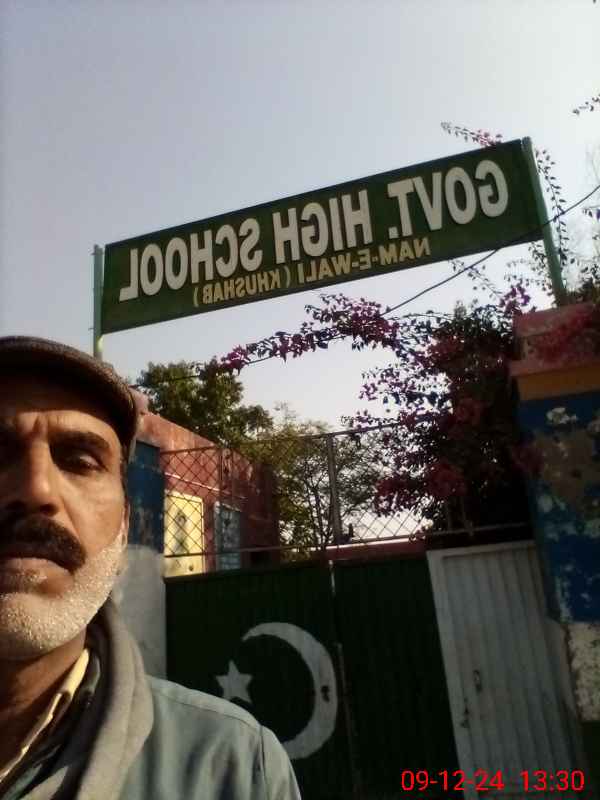 GOVT. HIGH SCHOOL
NAM-E-WALI (KHUSHAB)
09-12-24 13:30